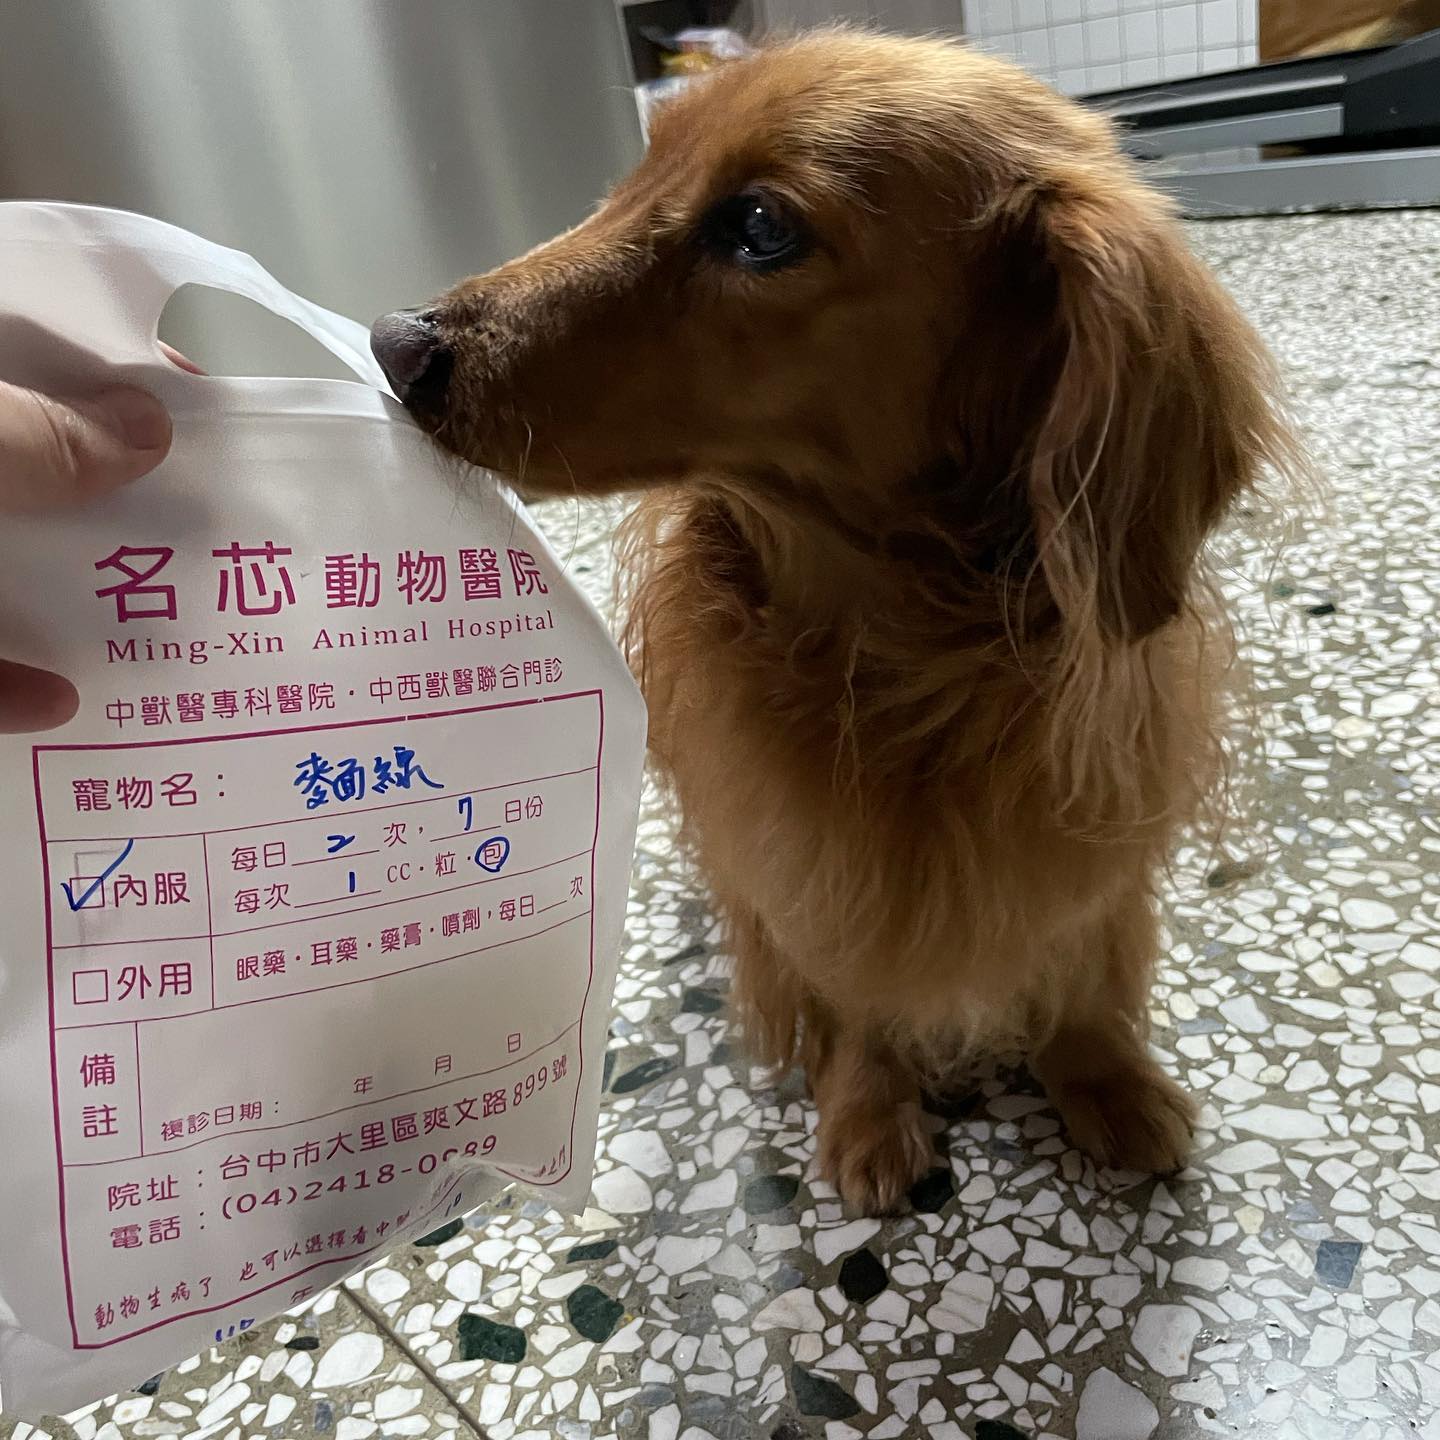 名芯動物醫院
Ming-Xin Animal Hospital
中獸醫專科醫院・中西獸醫聯合門診
寵物名： 麵線
☑內服 每日 2 次， 7 日份
每次 1 CC・粒・包
□外用 眼藥・耳藥・藥膏・噴劑，每日___次
備註
年 月 日
複診日期：
院址：台中市大里區爽文路899號
電話：(04)2418-0989
動物生病了 也可以選擇看中獸
年